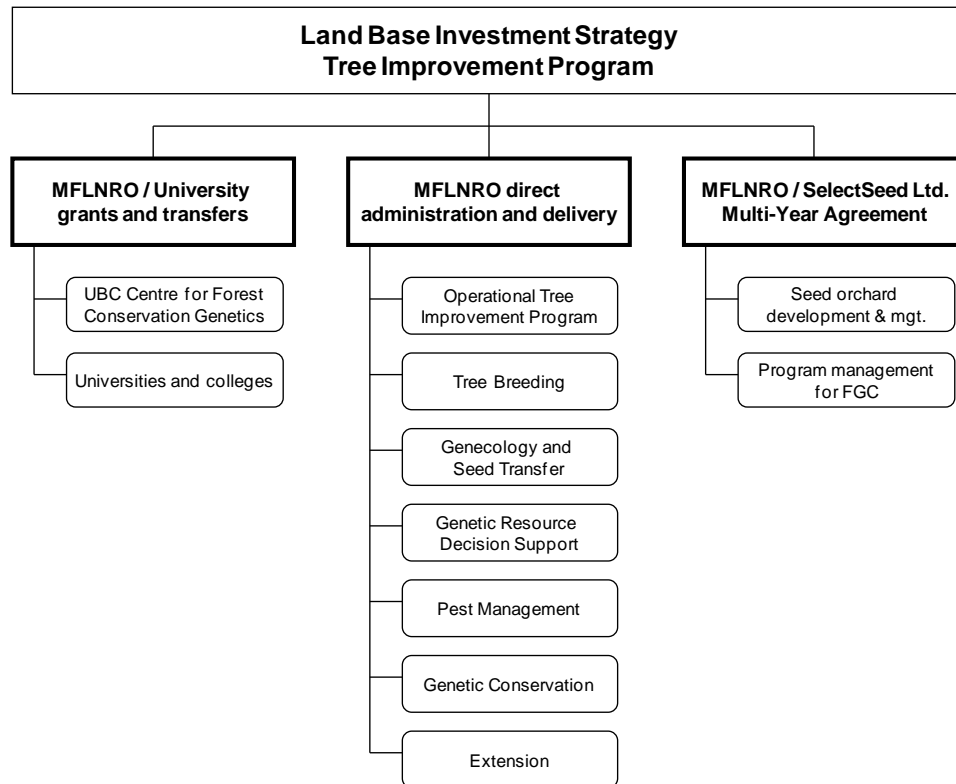 Land Base Investment Strategy
Tree Improvement Program
MFLNRO / University
grants and transfers
UBC Centre for Forest
Conservation Genetics
Universities and colleges
MFLNRO direct
administration and delivery
Operational Tree
Improvement Program
Tree Breeding
Genecology and
Seed Transfer
Genetic Resource
Decision Support
Pest Management
Genetic Conservation
Extension
MFLNRO / SelectSeed Ltd.
Multi-Year Agreement
Seed orchard
development & mgt.
Program management
for FGC